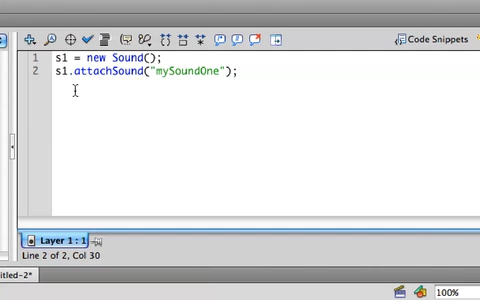 Code Snippets
1 s1 = new Sound();
2 s1.attachSound("mySoundOne");
Layer 1 : 1
Line 2 of 2, Col 30
itled-2*
100%